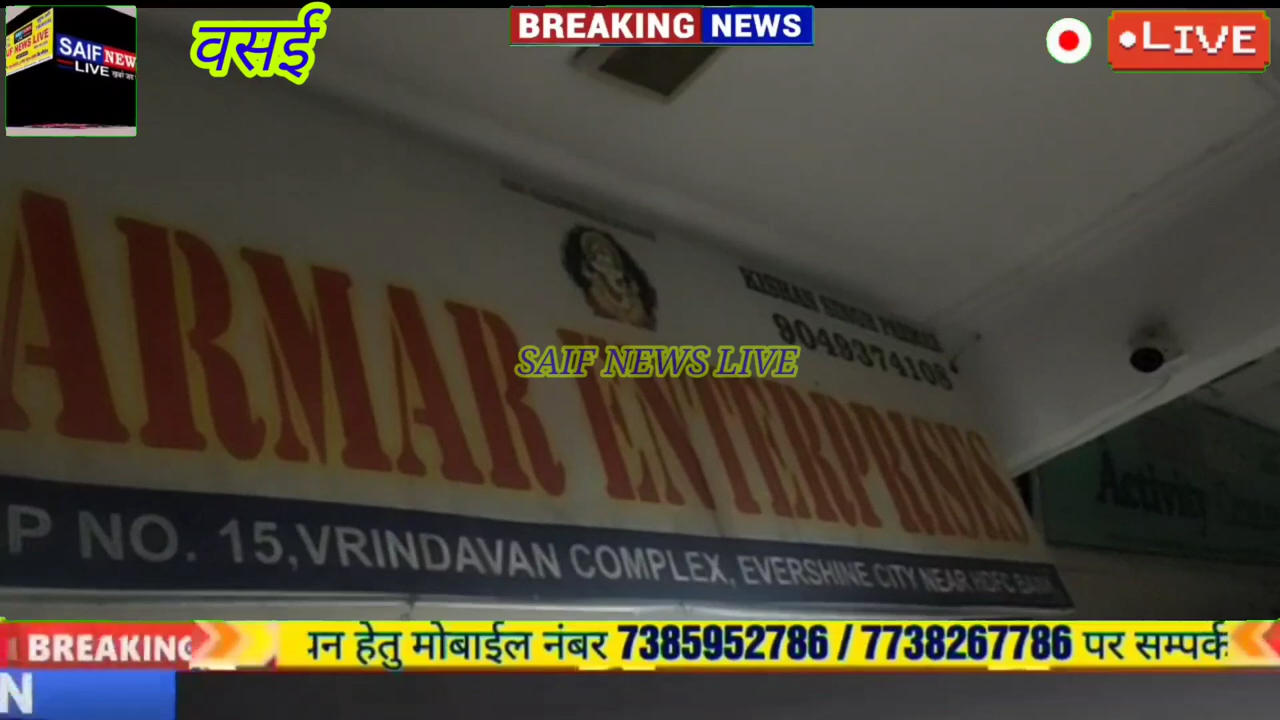 BREAKING NEWS
LIVE
वसई
SAIF NEWS
LIVE
KISHAN SINGH PARMAR
9049374108
ARMAR ENTERPRISES
SAIF NEWS LIVE
P NO. 15, VRINDAVAN COMPLEX, EVERSHINE CITY NEAR HDFC BANK
Activity
BREAKING
न हेतु मोबाईल नंबर 7385952786 / 7738267786 पर सम्पर्क
N